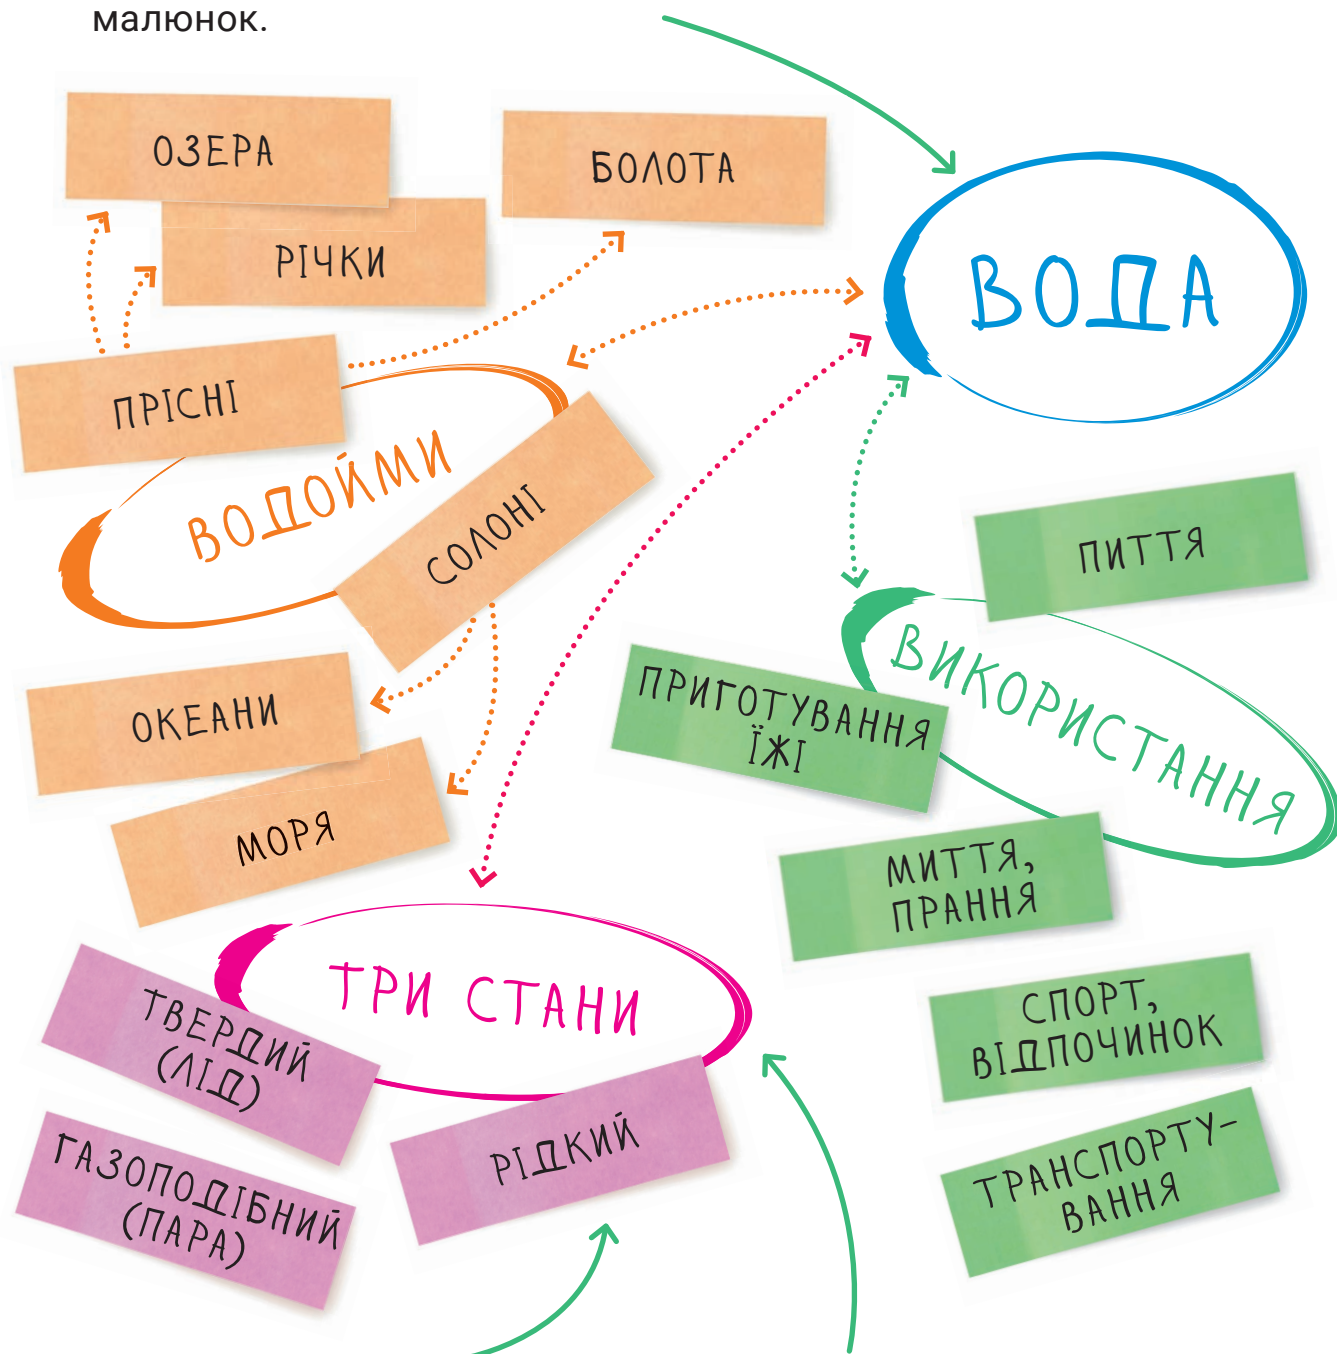 малюнок.
ОЗЕРА
БОЛОТА
РІЧКИ
ВОДА
ПРІСНІ
ВОДОЙМИ
СОЛОНІ
ОКЕАНИ
МОРЯ
ПИТТЯ
ВИКОРИСТАННЯ
ПРИГОТУВАННЯ
ЇЖІ
МИТТЯ,
ПРАННЯ
СПОРТ,
ВІДПОЧИНОК
ТРАНСПОРТУ-
ВАННЯ
ТРИ СТАНИ
ТВЕРДИЙ
(ЛІД)
РІДКИЙ
ГАЗОПОДІБНИЙ
(ПАРА)